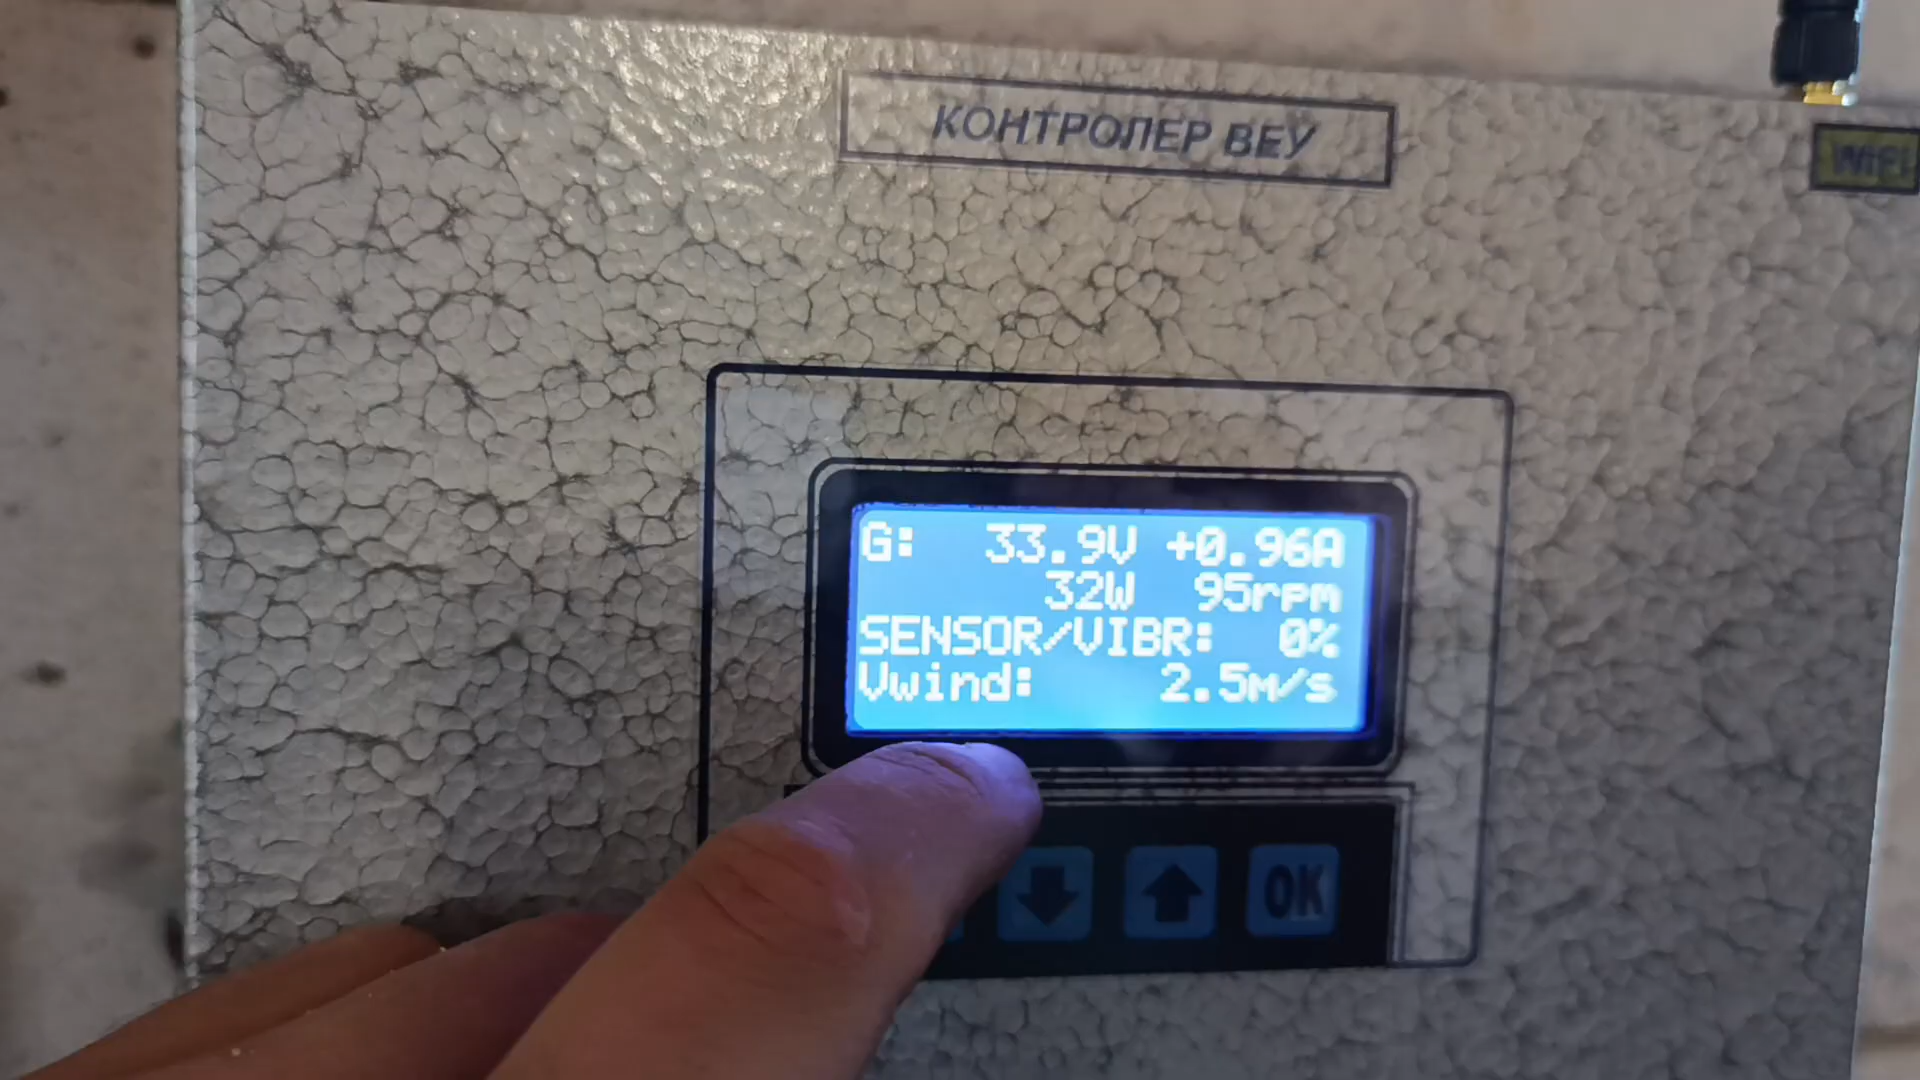 КОНТРОЛЕР ВЕУ
WIFI
G: 33.9V +0.96A
32W 95rpm
SENSOR/VIBR: 0%
Vwind: 2.5м/s
OK